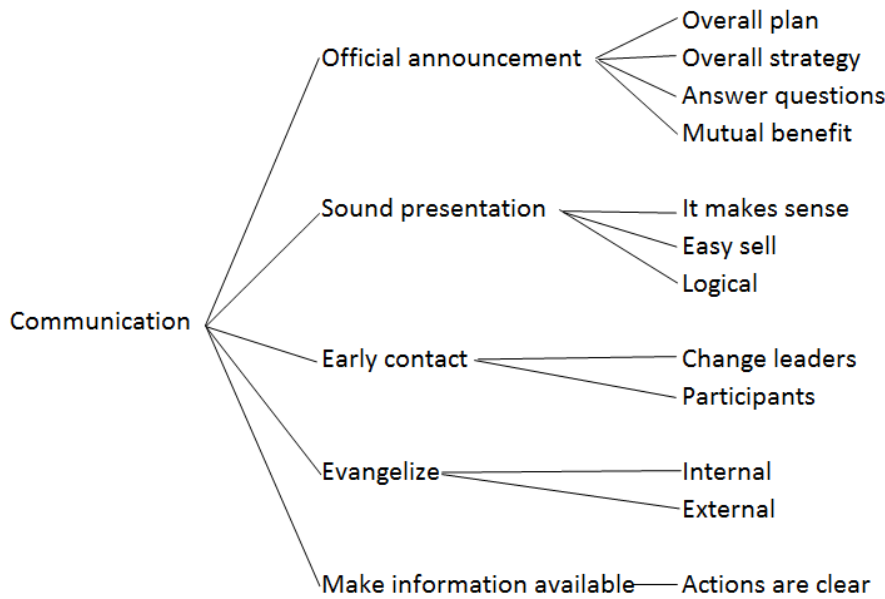 Communication
Official announcement
Overall plan
Overall strategy
Answer questions
Mutual benefit
Sound presentation
It makes sense
Easy sell
Logical
Early contact
Change leaders
Participants
Evangelize
Internal
External
Make information available
Actions are clear